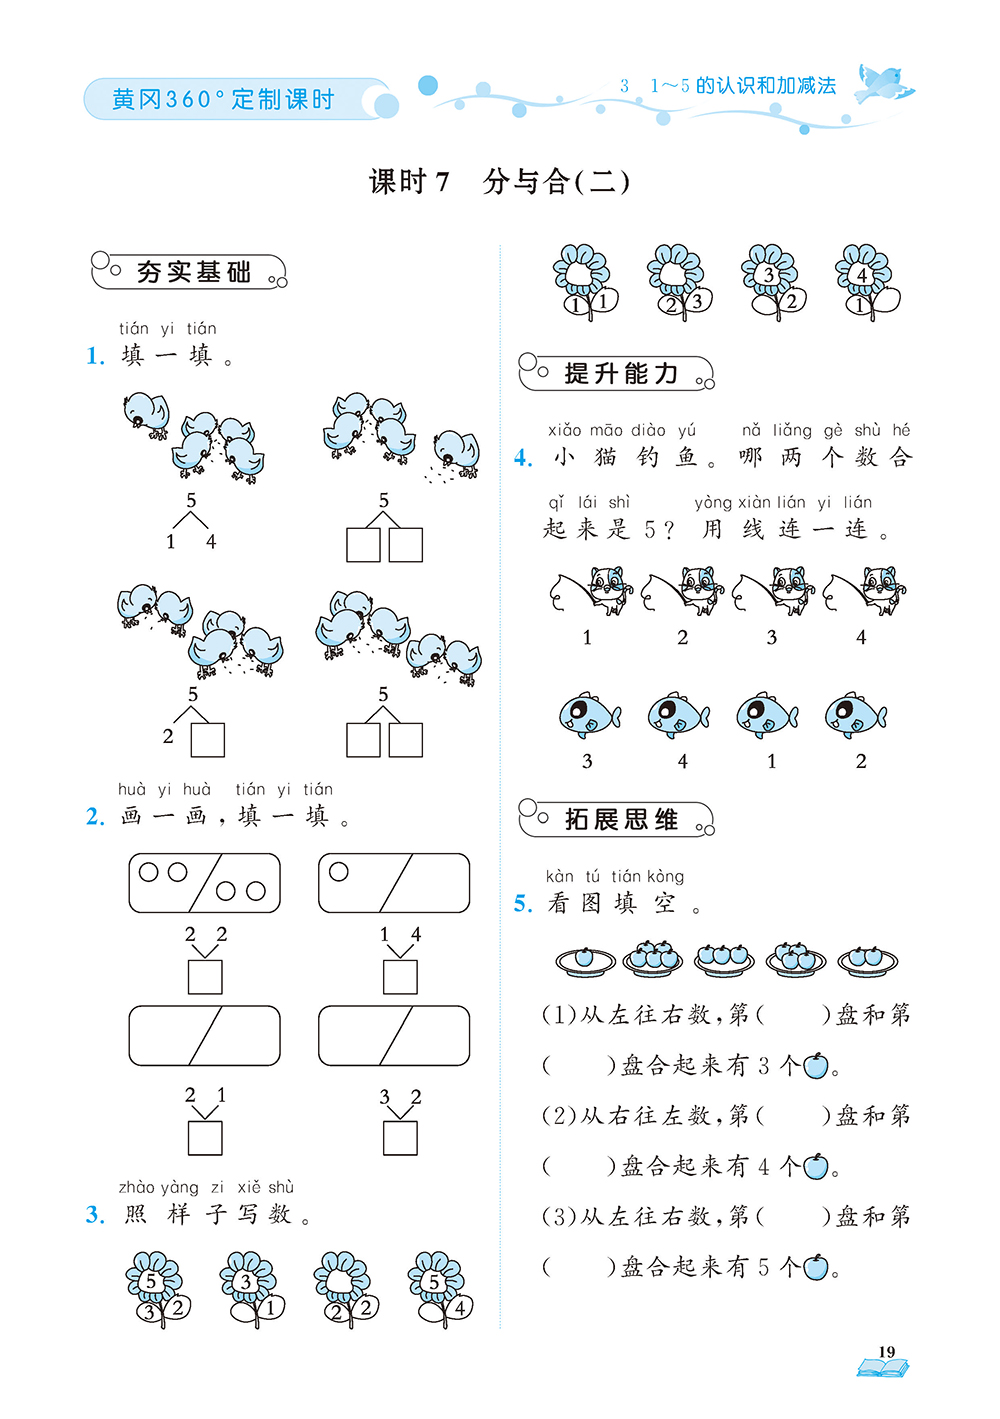 黄冈360°定制课时
3 1～5的认识和加减法
课时7 分与合(二)
夯实基础
tián yi tián
1. 填一填。
5
1 4
5
5
2
5
huà yi huà tián yi tián
2. 画一画,填一填。
2 2
1 4
2 1
3 2
zhào yàng zi xiě shù
3. 照样子写数。
5 3 2
3 1
2 2
5 4
1 1
2 3
3 2
4 1
提升能力
xiǎo māo diào yú nǎ liǎng gè shù hé
4. 小猫钓鱼。哪两个数合
qǐ lái shì yòng xiàn lián yi lián
起来是5?用线连一连。
1 2 3 4
3 4 1 2
拓展思维
kàn tú tián kòng
5. 看图填空。
(1)从左往右数,第( )盘和第
( )盘合起来有3个。
(2)从右往左数,第( )盘和第
( )盘合起来有4个。
(3)从左往右数,第( )盘和第
( )盘合起来有5个。
19